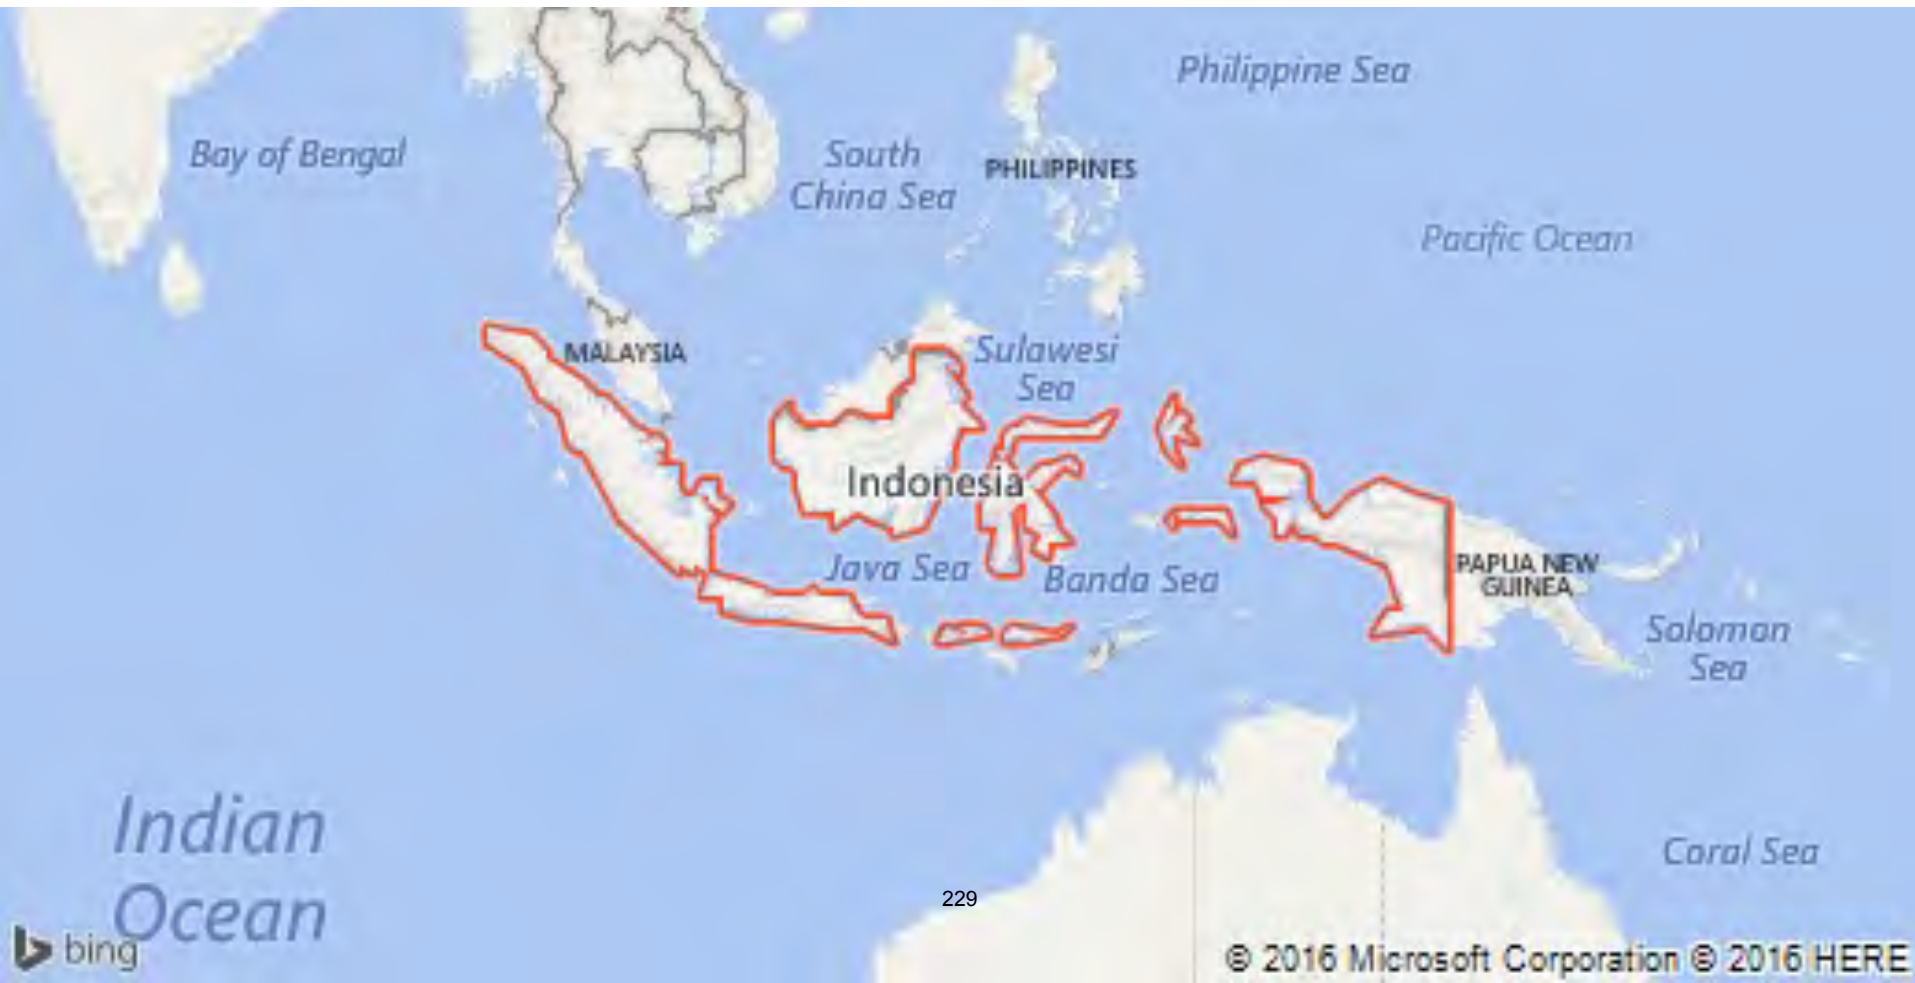 Philippine Sea
Bay of Bengal
South
China Sea
PHILIPPINES
Pacific Ocean
MALAYSIA
Sulawesi
Sea
Indonesia
Java Sea
Banda Sea
PAPUA NEW
GUINEA
Solomon
Sea
Indian
Ocean
Coral Sea
229
bing
© 2016 Microsoft Corporation © 2016 HERE